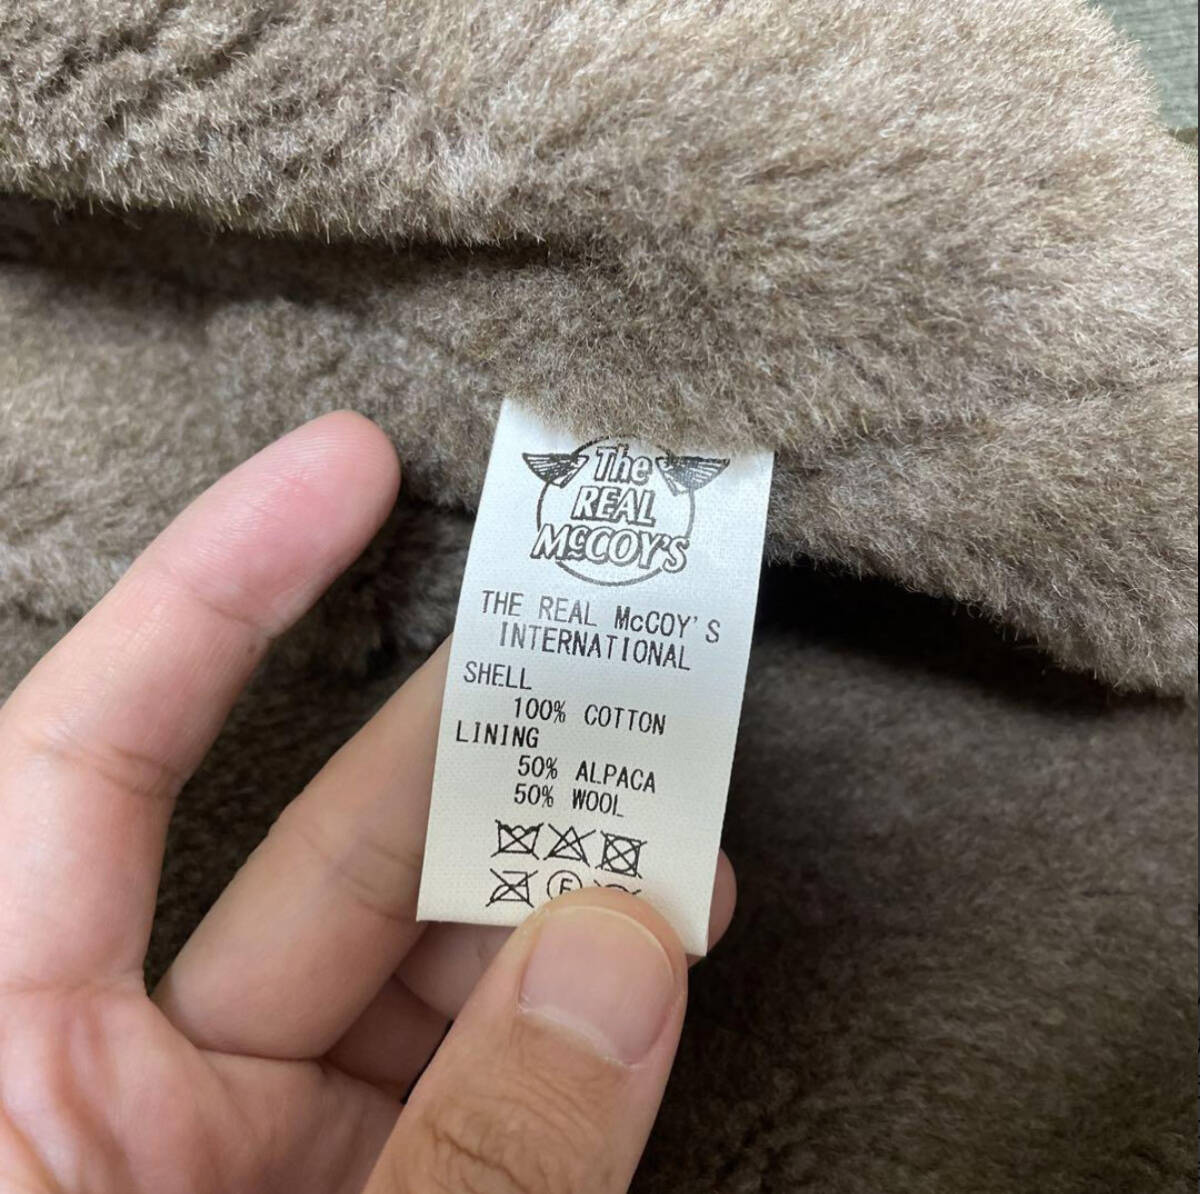 The
REAL
McCOY'S
THE REAL McCOY'S
INTERNATIONAL
SHELL
100% COTTON
LINING
50% ALPACA
50% WOOL
F